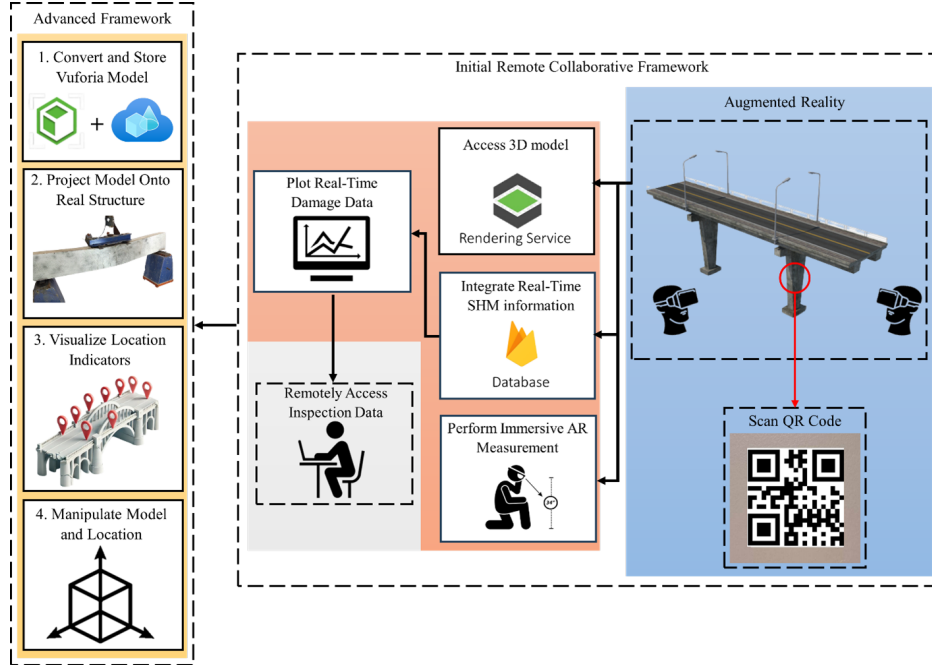 Advanced Framework
1. Convert and Store
Vuforia Model
+
2. Project Model Onto
Real Structure
3. Visualize Location
Indicators
4. Manipulate Model
and Location
Initial Remote Collaborative Framework
Plot Real-Time
Damage Data
Remotely Access
Inspection Data
Access 3D model
Rendering Service
Integrate Real-Time
SHM information
Database
Perform Immersive AR
Measurement
24"
Augmented Reality
Scan QR Code